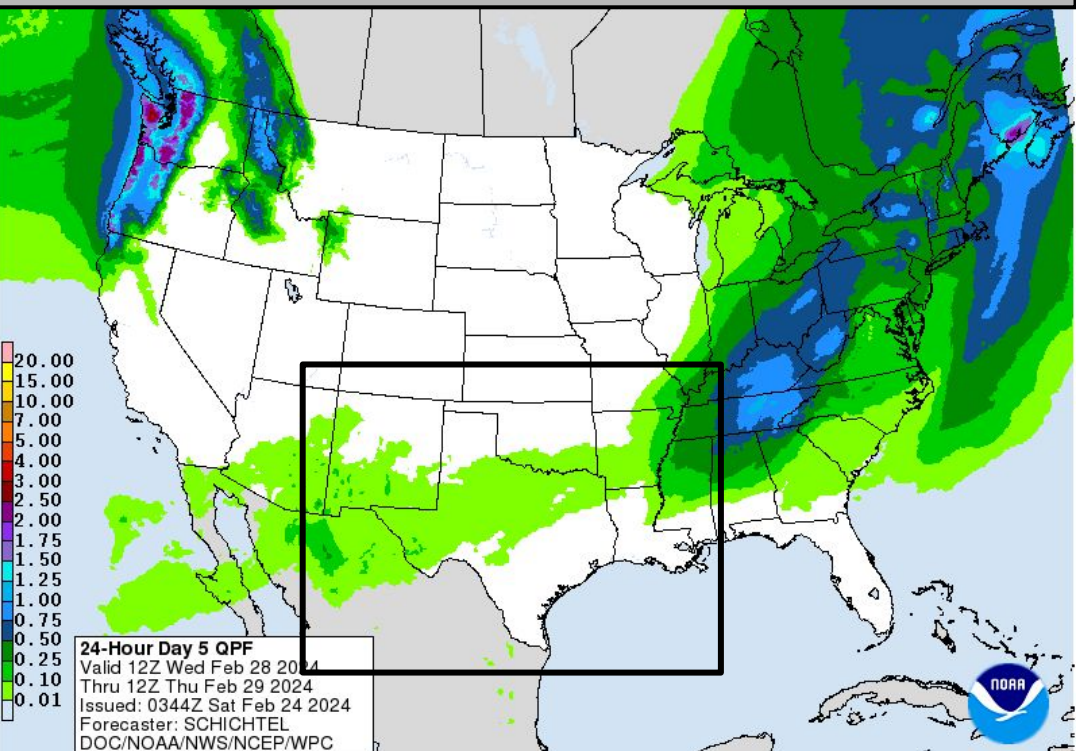 20.00
15.00
10.00
7.00
5.00
4.00
3.00
2.50
2.00
1.75
1.50
1.25
1.00
0.75
0.50
0.25
0.10
0.01
24-Hour Day 5 QPF
Valid 12Z Wed Feb 28 2024
Thru 12Z Thu Feb 29 2024
Issued: 0344Z Sat Feb 24 2024
Forecaster: SCHICHTEL
DOC/NOAA/NWS/NCEP/WPC
NOAA